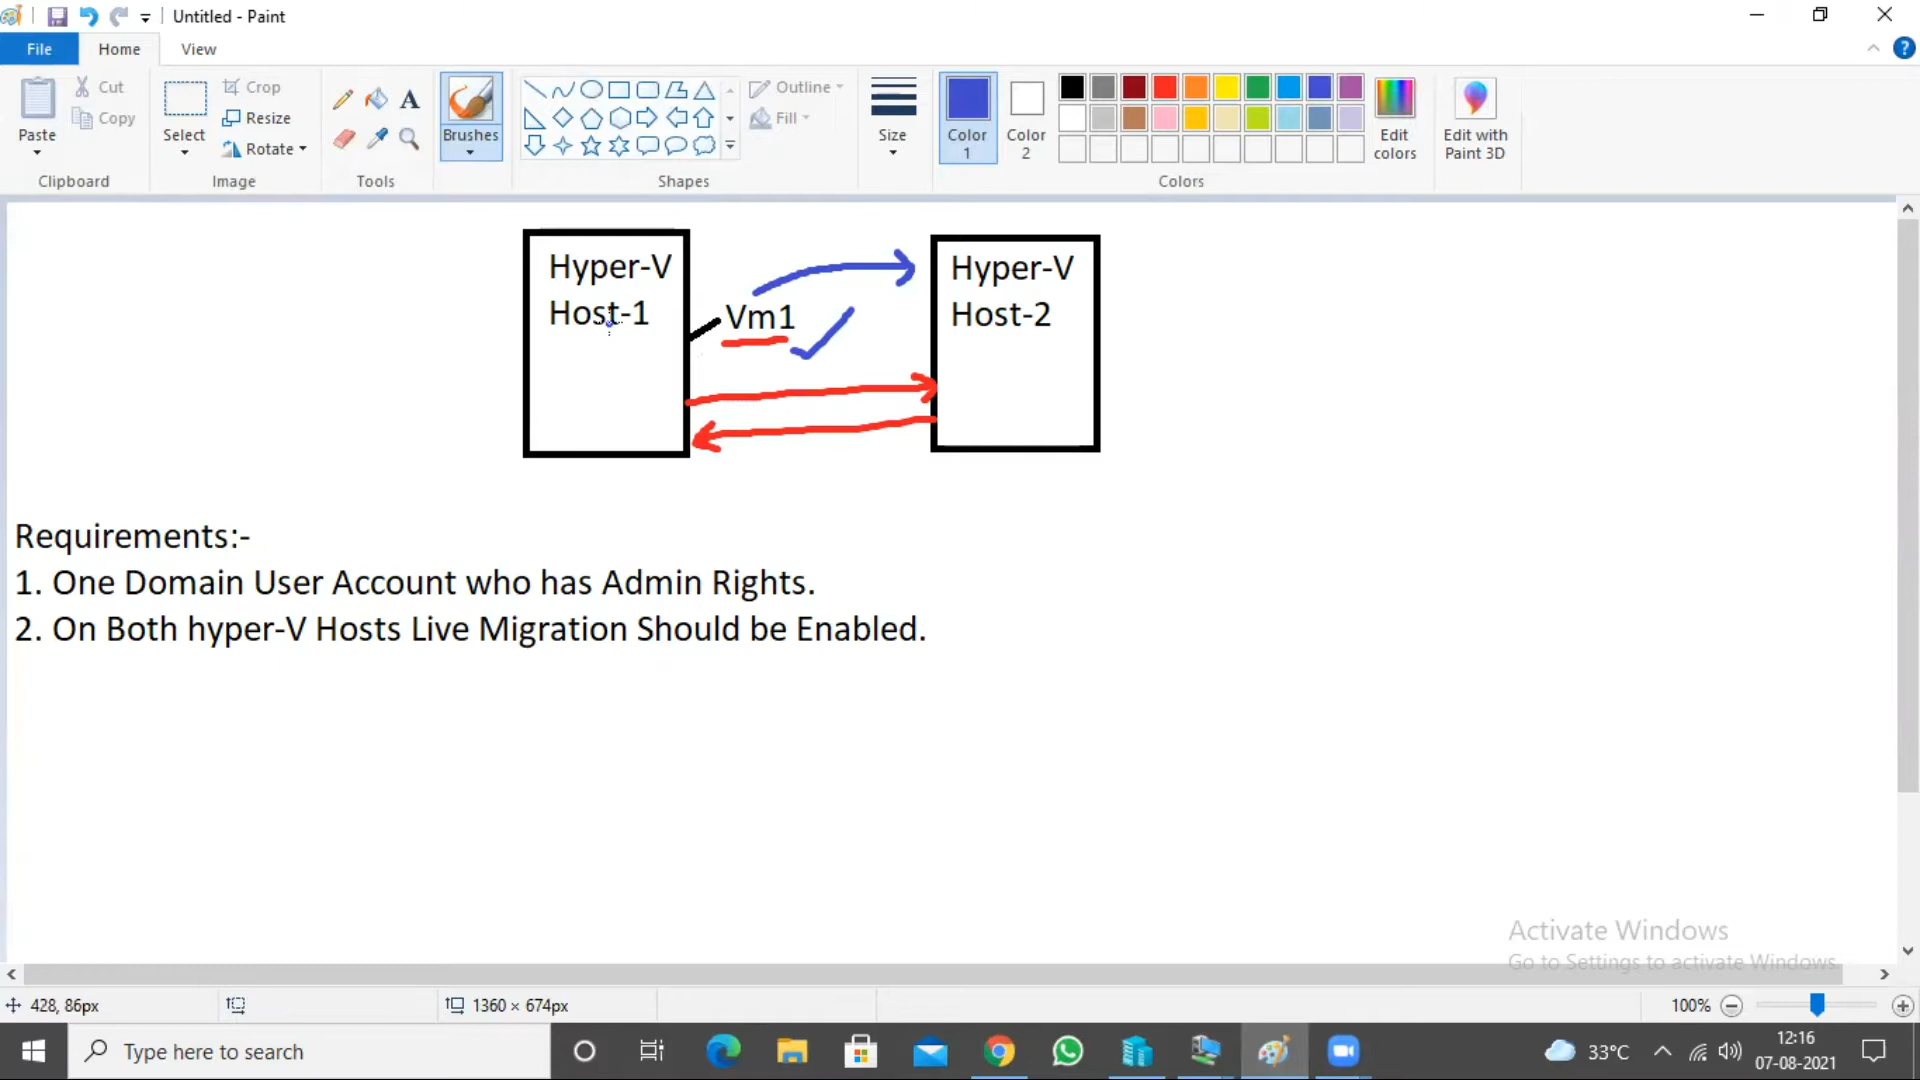 Untitled - Paint
File
Home
View
Paste
Cut
Copy
Clipboard
Select
Crop
Resize
Rotate
Image
Tools
Brushes
Outline
Fill
Shapes
Size
Color
1
Color
2
Edit
colors
Colors
Edit with
Paint 3D
Hyper-V
Host-1
Vm1
Hyper-V
Host-2
Requirements:-
1. One Domain User Account who has Admin Rights.
2. On Both hyper-V Hosts Live Migration Should be Enabled.
Activate Windows
Go to Settings to activate Windows.
428, 86px
1360 × 674px
100%
Type here to search
33°C
12:16
07-08-2021